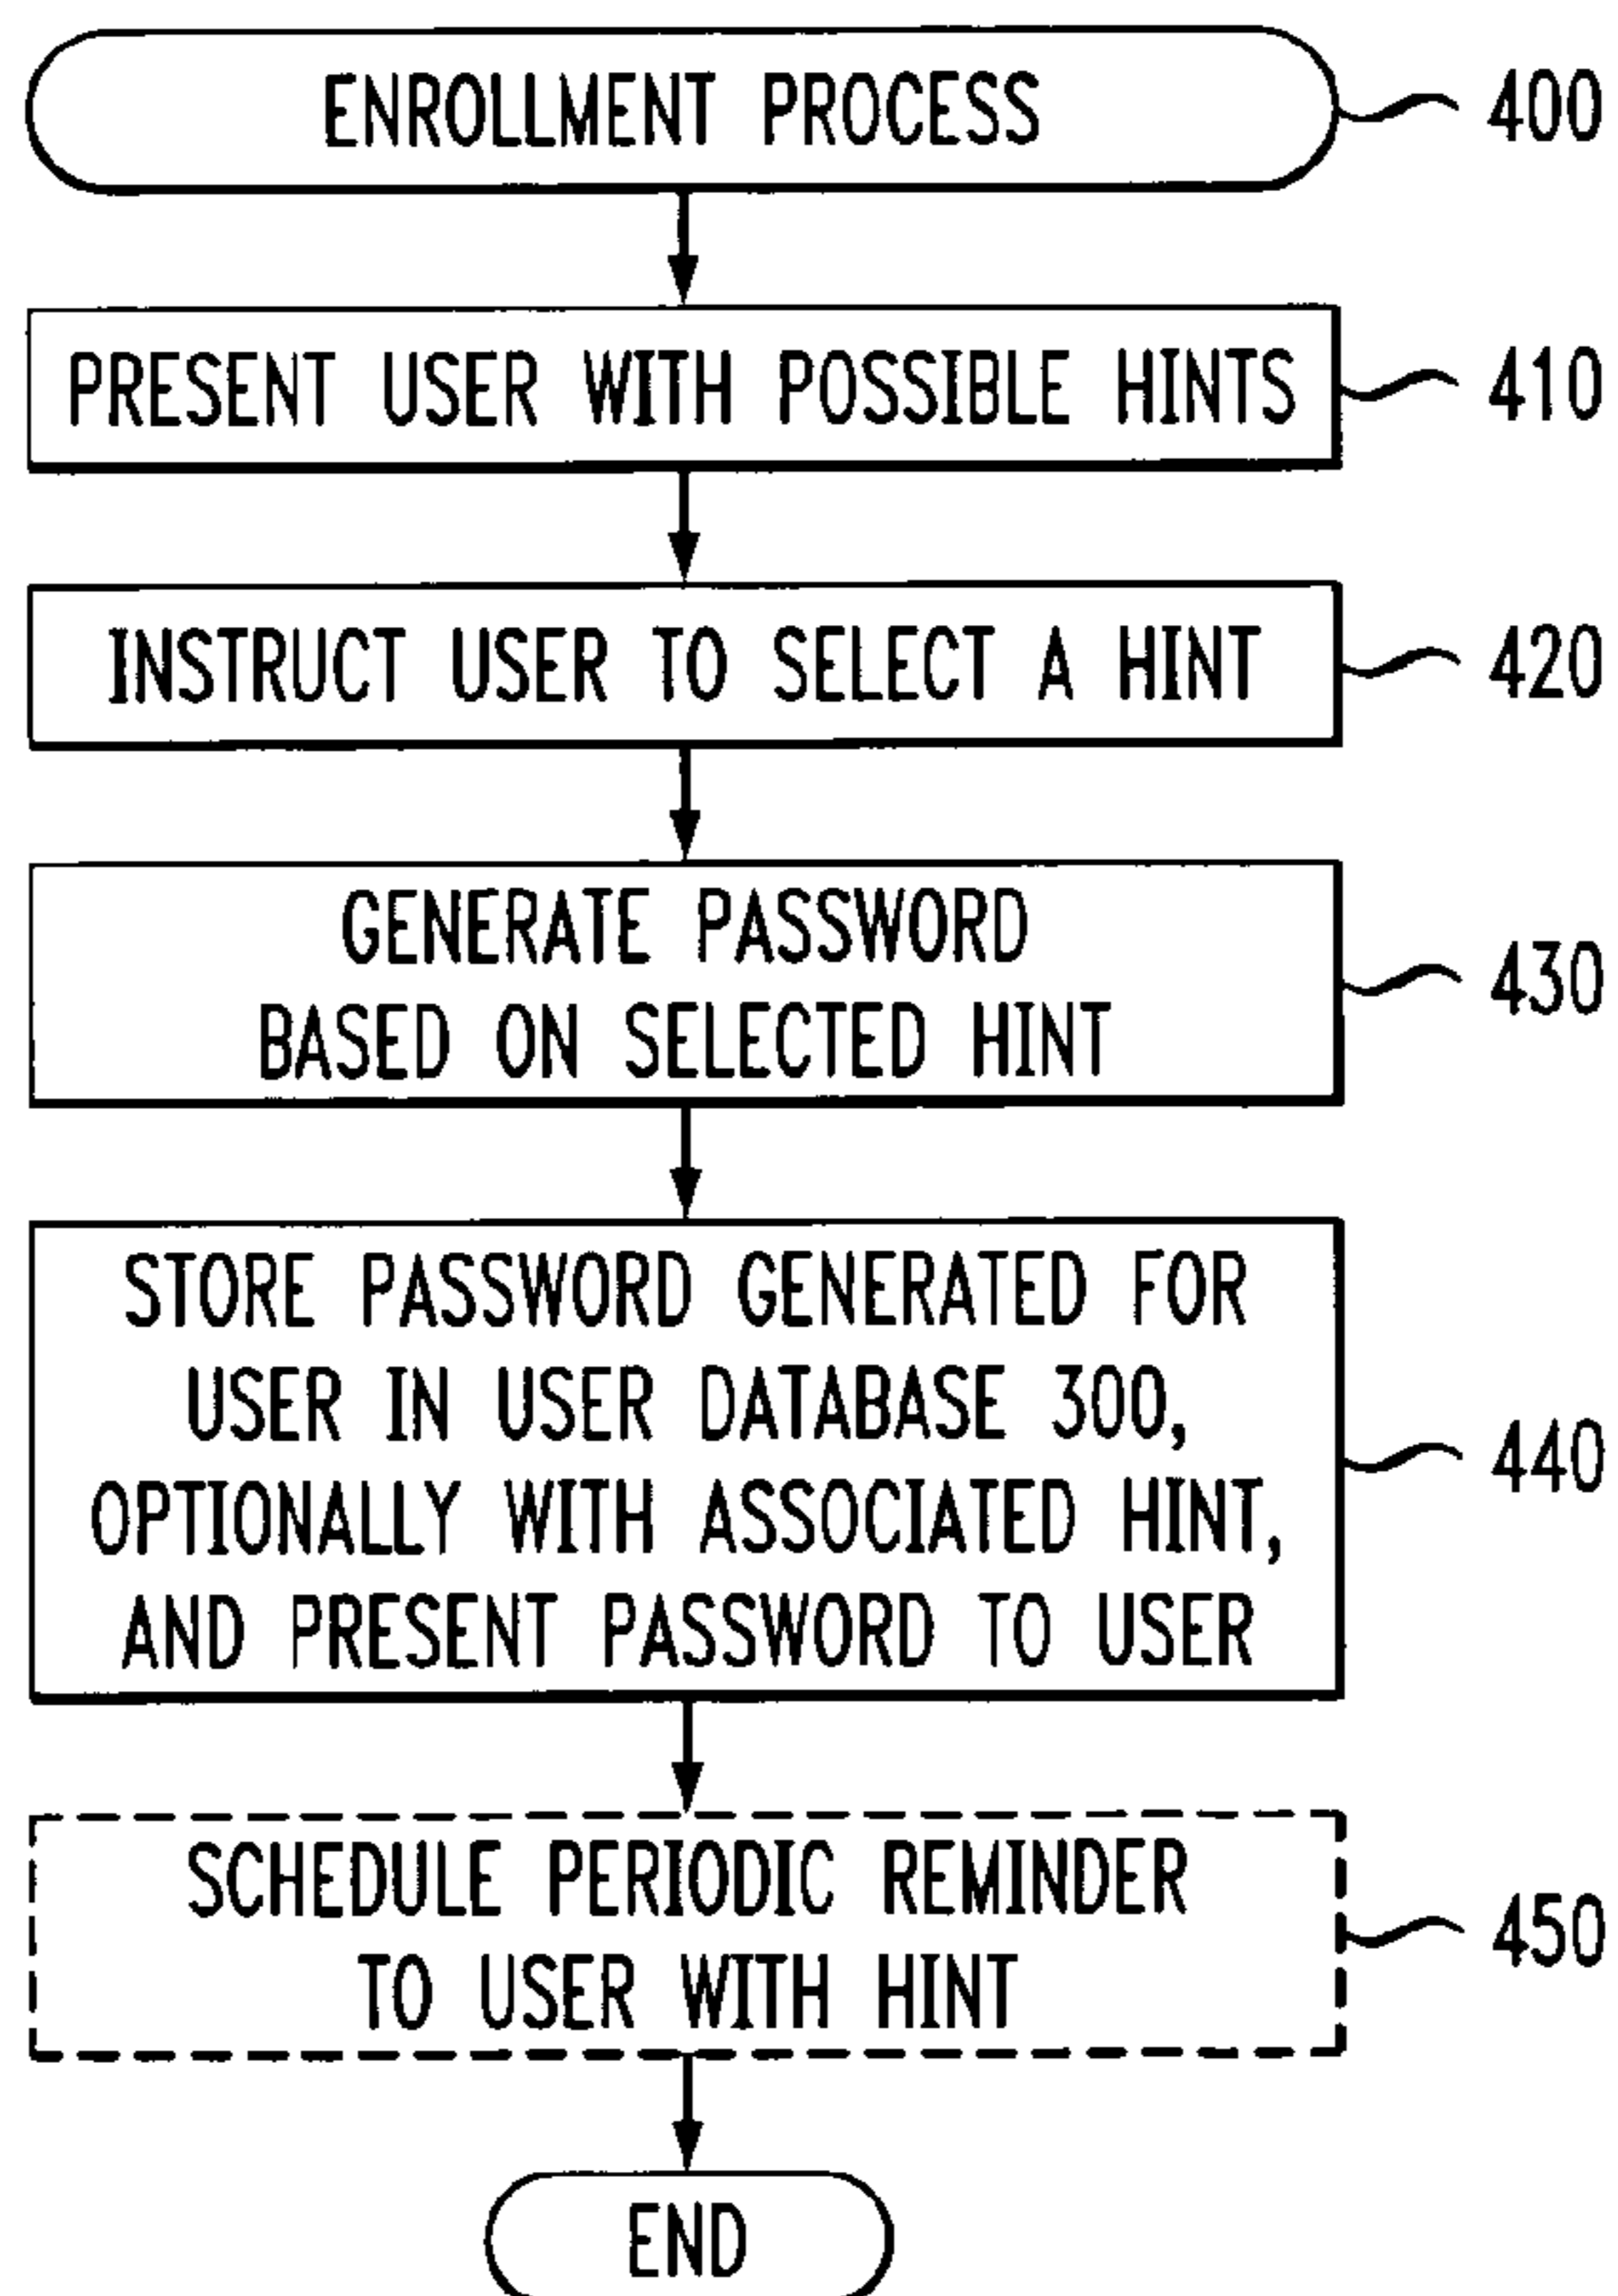 ENROLLMENT PROCESS
400
PRESENT USER WITH POSSIBLE HINTS
410
INSTRUCT USER TO SELECT A HINT
420
GENERATE PASSWORD
BASED ON SELECTED HINT
430
STORE PASSWORD GENERATED FOR
USER IN USER DATABASE 300,
OPTIONALLY WITH ASSOCIATED HINT,
AND PRESENT PASSWORD TO USER
440
SCHEDULE PERIODIC REMINDER
TO USER WITH HINT
450
END